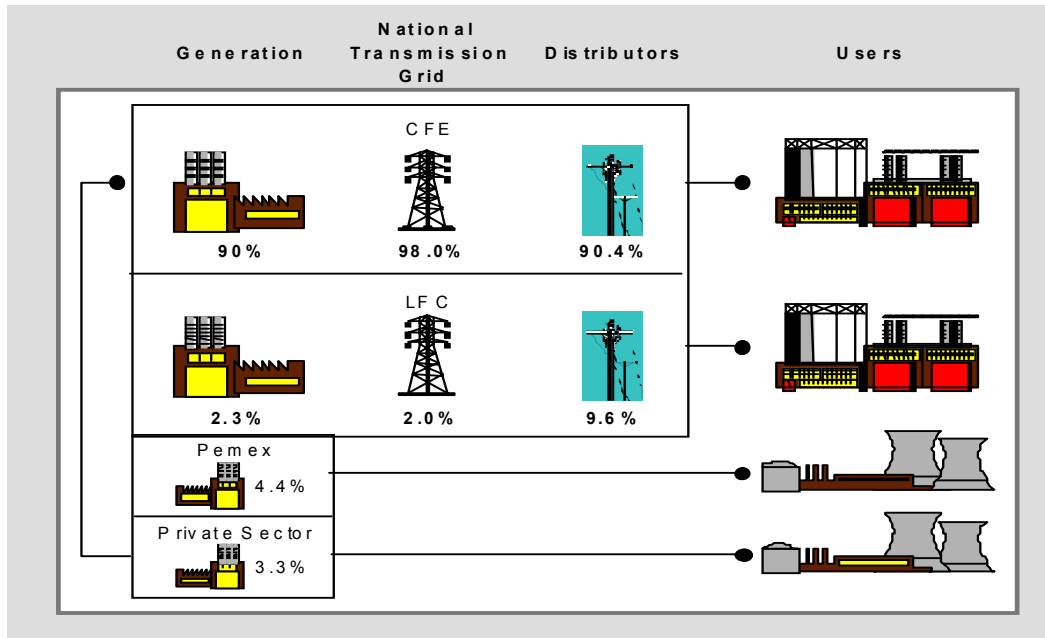 Generation
National
Transmission
Grid
Distributors
Users
CFE
90%
98.0%
90.4%
LFC
2.3%
2.0%
9.6%
Pemex
4.4%
Private Sector
3.3%